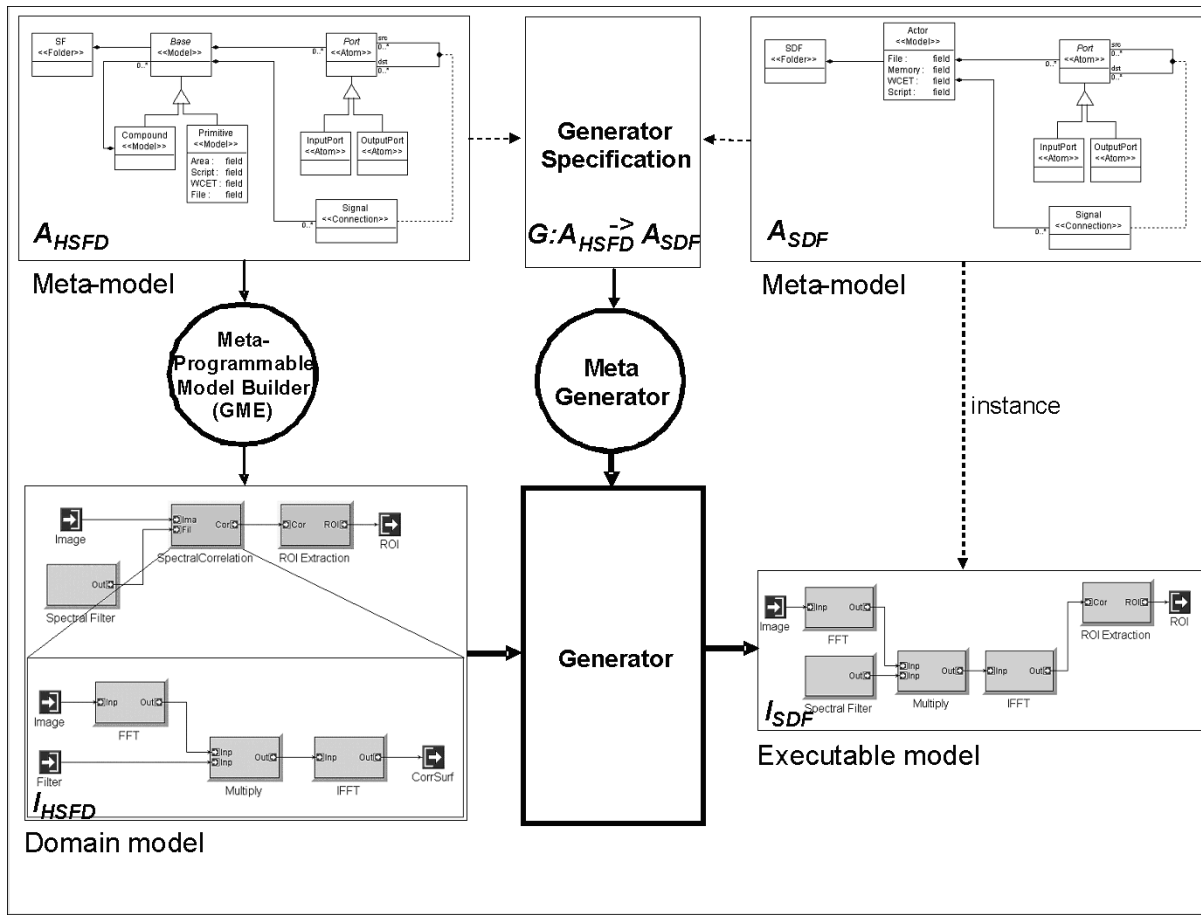 SF
<<Folder>>
Base
<<Model>>
0..*
0..*
Port
<<Atom>>
src
0..*
dst
0..*
Compound
<<Model>>
Primitive
<<Model>>
Area : field
Script : field
WCET : field
File : field
InputPort
<<Atom>>
OutputPort
<<Atom>>
Signal
<<Connection>>
0..*
A_HSFD
Meta-model
Generator
Specification
G:A_HSFD -> A_SDF
SDF
<<Folder>>
Actor
<<Model>>
File : field
Memory : field
WCET : field
Script : field
Port
<<Atom>>
0..*
src
0..*
dst
0..*
InputPort
<<Atom>>
OutputPort
<<Atom>>
Signal
<<Connection>>
0..*
A_SDF
Meta-model
Meta-
Programmable
Model Builder
(GME)
Meta
Generator
instance
Image
Ima
Fil
Cor
SpectralCorrelation
Cor
ROI
ROI Extraction
ROI
Out
Spectral Filter
Image
Inp
Out
FFT
Filter
Inp
Inp
Out
Multiply
Inp
Out
IFFT
CorrSurf
I_HSFD
Domain model
Generator
Image
Inp
Out
FFT
Out
Spectral Filter
Inp
Inp
Out
Multiply
Inp
Out
IFFT
Cor
ROI
ROI Extraction
ROI
I_SDF
Executable model